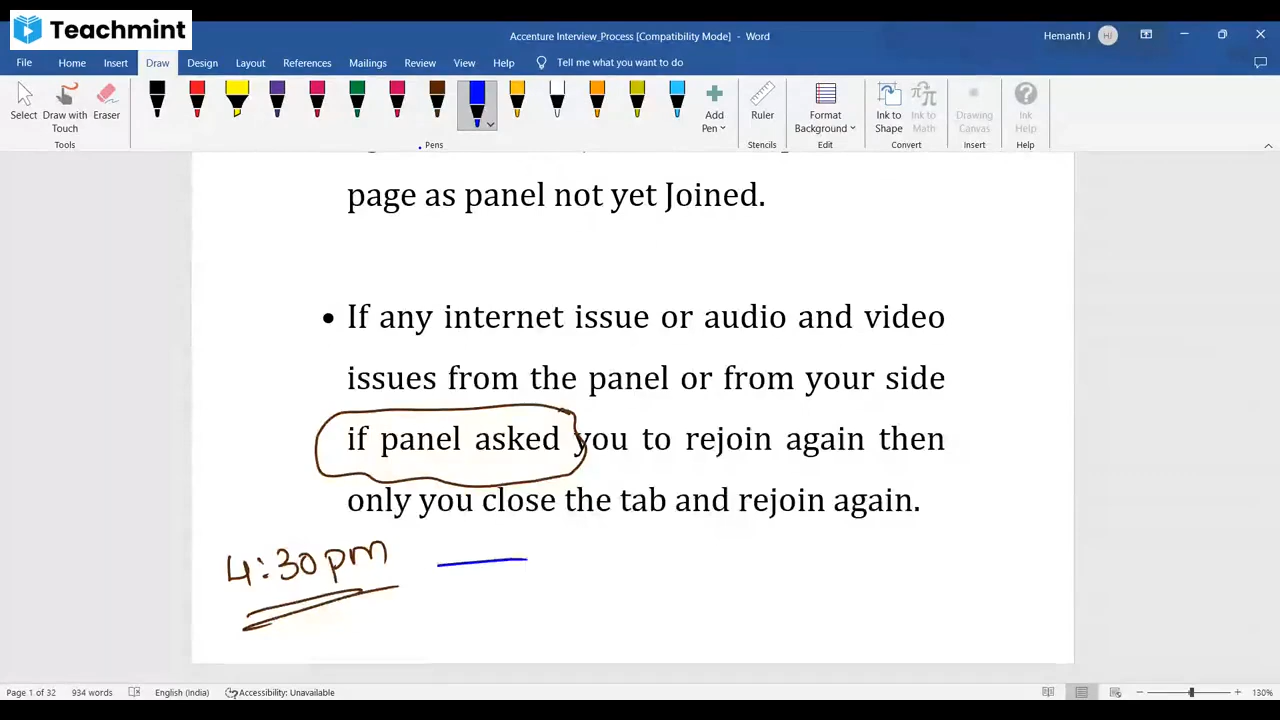 Teachmint
Accenture Interview_Process [Compatibility Mode] - Word
Hemanth J
HJ
File Home Insert Draw Design Layout References Mailings Review View Help Tell me what you want to do
Select
Draw with Touch
Eraser
Add Pen
Ruler
Format Background
Ink to Shape
Ink to Math
Drawing Canvas
Ink Help
Tools Pens Stencils Edit Convert Insert Help
page as panel not yet Joined.
• If any internet issue or audio and video
issues from the panel or from your side
if panel asked you to rejoin again then
only you close the tab and rejoin again.
4:30pm
Page 1 of 32 934 words English (India) Accessibility: Unavailable 130%